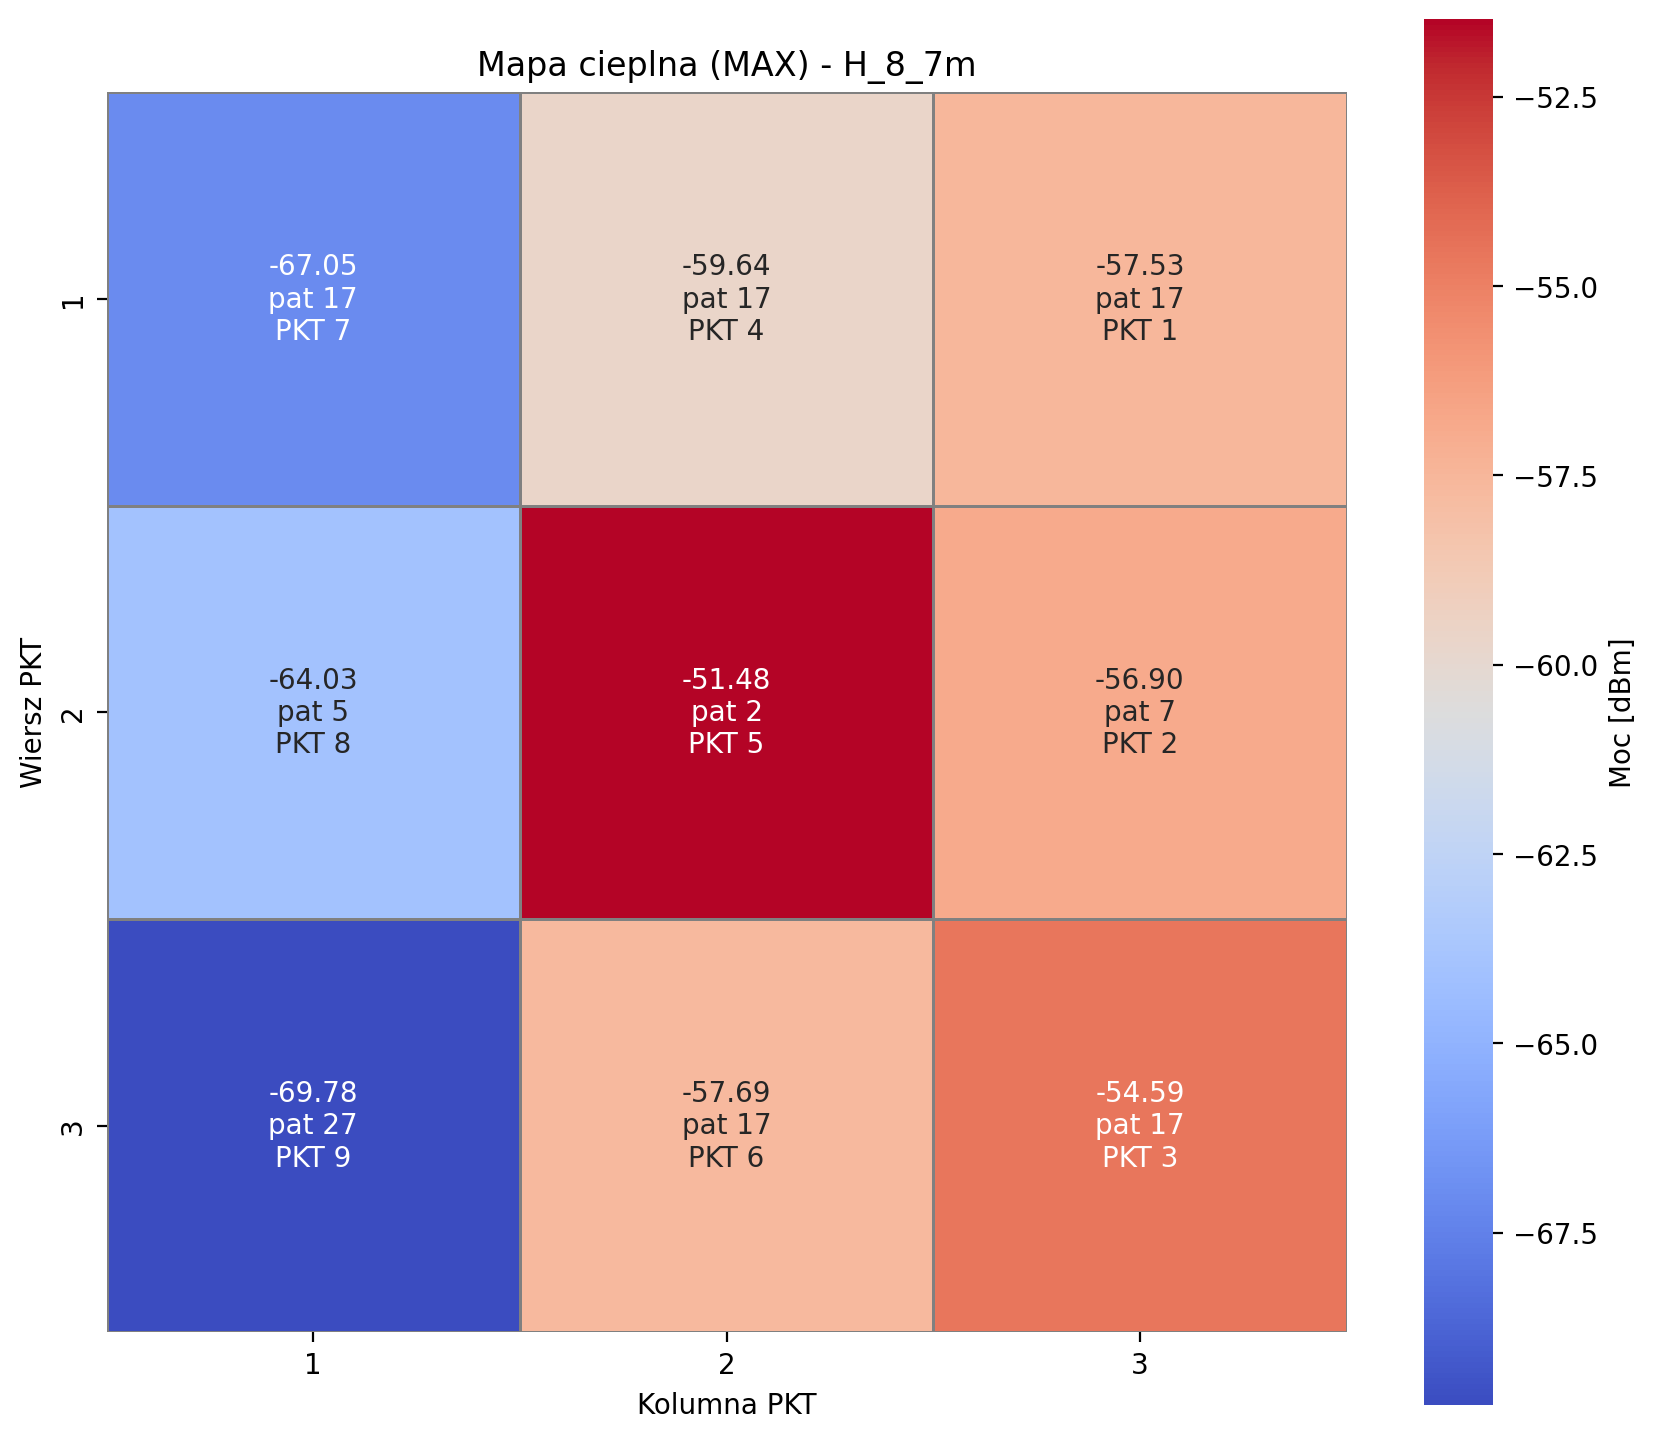 Mapa cieplna (MAX) - H_8_7m
-67.05
pat 17
PKT 7
-59.64
pat 17
PKT 4
-57.53
pat 17
PKT 1
-64.03
pat 5
PKT 8
-51.48
pat 2
PKT 5
-56.90
pat 7
PKT 2
-69.78
pat 27
PKT 9
-57.69
pat 17
PKT 6
-54.59
pat 17
PKT 3
1
2
3
Wiersz PKT
1
2
3
Kolumna PKT
−52.5
−55.0
−57.5
−60.0
−62.5
−65.0
−67.5
Moc [dBm]